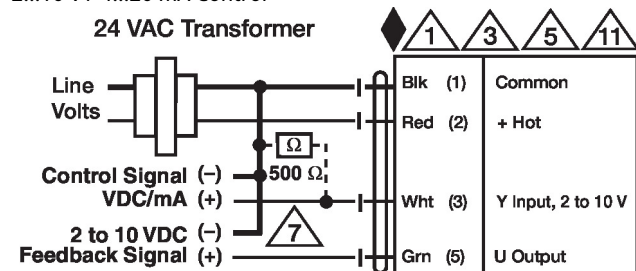 24 VAC Transformer
1 3 5 11
Line
Volts
Blk (1) Common
Red (2) + Hot
Ω
500 Ω
Control Signal (−)
VDC/mA (+)
Wht (3) Y Input, 2 to 10 V
7
2 to 10 VDC (−)
Feedback Signal (+)
Grn (5) U Output